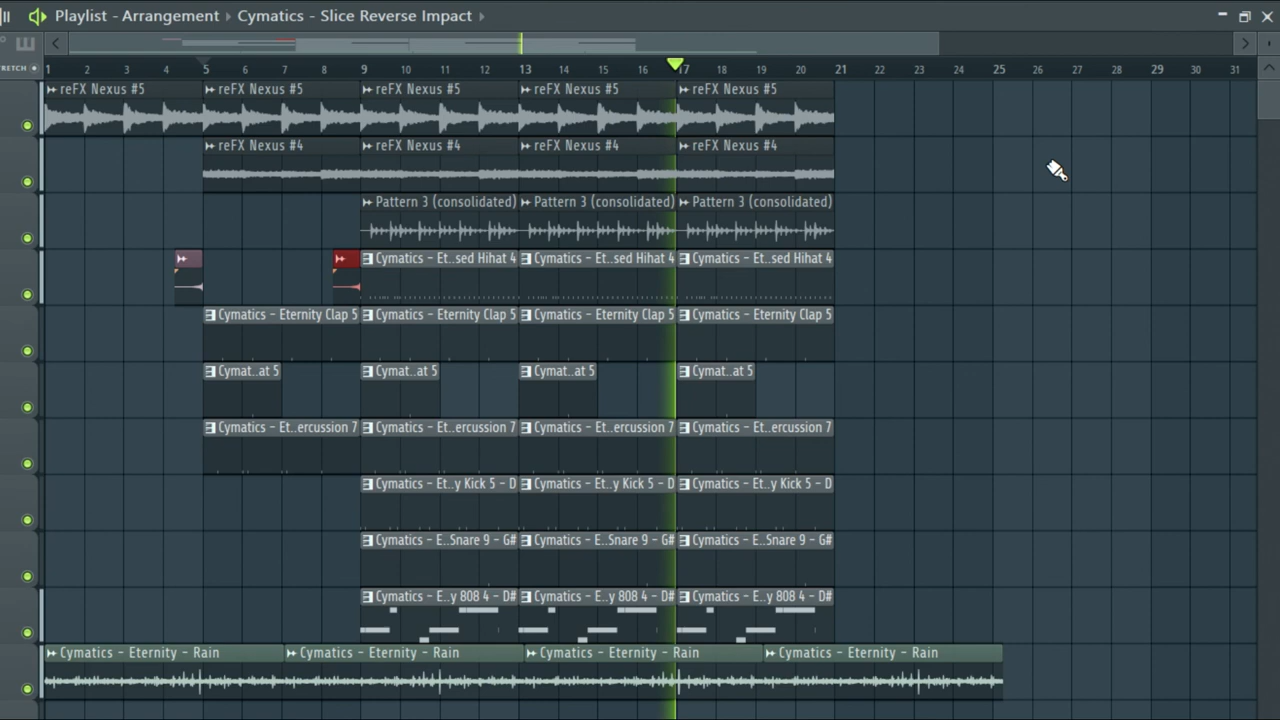 Playlist - Arrangement › Cymatics - Slice Reverse Impact ›
TRETCH 1 2 3 4 5 6 7 8 9 10 11 12 13 14 15 16 17 18 19 20 21 22 23 24 25 26 27 28 29 30 31
reFX Nexus #5 reFX Nexus #5 reFX Nexus #5 reFX Nexus #5 reFX Nexus #5
reFX Nexus #4 reFX Nexus #4 reFX Nexus #4 reFX Nexus #4
Pattern 3 (consolidated) Pattern 3 (consolidated) Pattern 3 (consolidated)
Cymatics - Et..sed Hihat 4 Cymatics - Et..sed Hihat 4 Cymatics - Et..sed Hihat 4
Cymatics - Eternity Clap 5 Cymatics - Eternity Clap 5 Cymatics - Eternity Clap 5 Cymatics - Eternity Clap 5
Cymat..at 5 Cymat..at 5 Cymat..at 5 Cymat..at 5
Cymatics - Et..ercussion 7 Cymatics - Et..ercussion 7 Cymatics - Et..ercussion 7 Cymatics - Et..ercussion 7
Cymatics - Et..y Kick 5 - D Cymatics - Et..y Kick 5 - D Cymatics - Et..y Kick 5 - D
Cymatics - E..Snare 9 - G# Cymatics - E..Snare 9 - G# Cymatics - E..Snare 9 - G#
Cymatics - E..y 808 4 - D# Cymatics - E..y 808 4 - D# Cymatics - E..y 808 4 - D#
Cymatics - Eternity - Rain Cymatics - Eternity - Rain Cymatics - Eternity - Rain Cymatics - Eternity - Rain